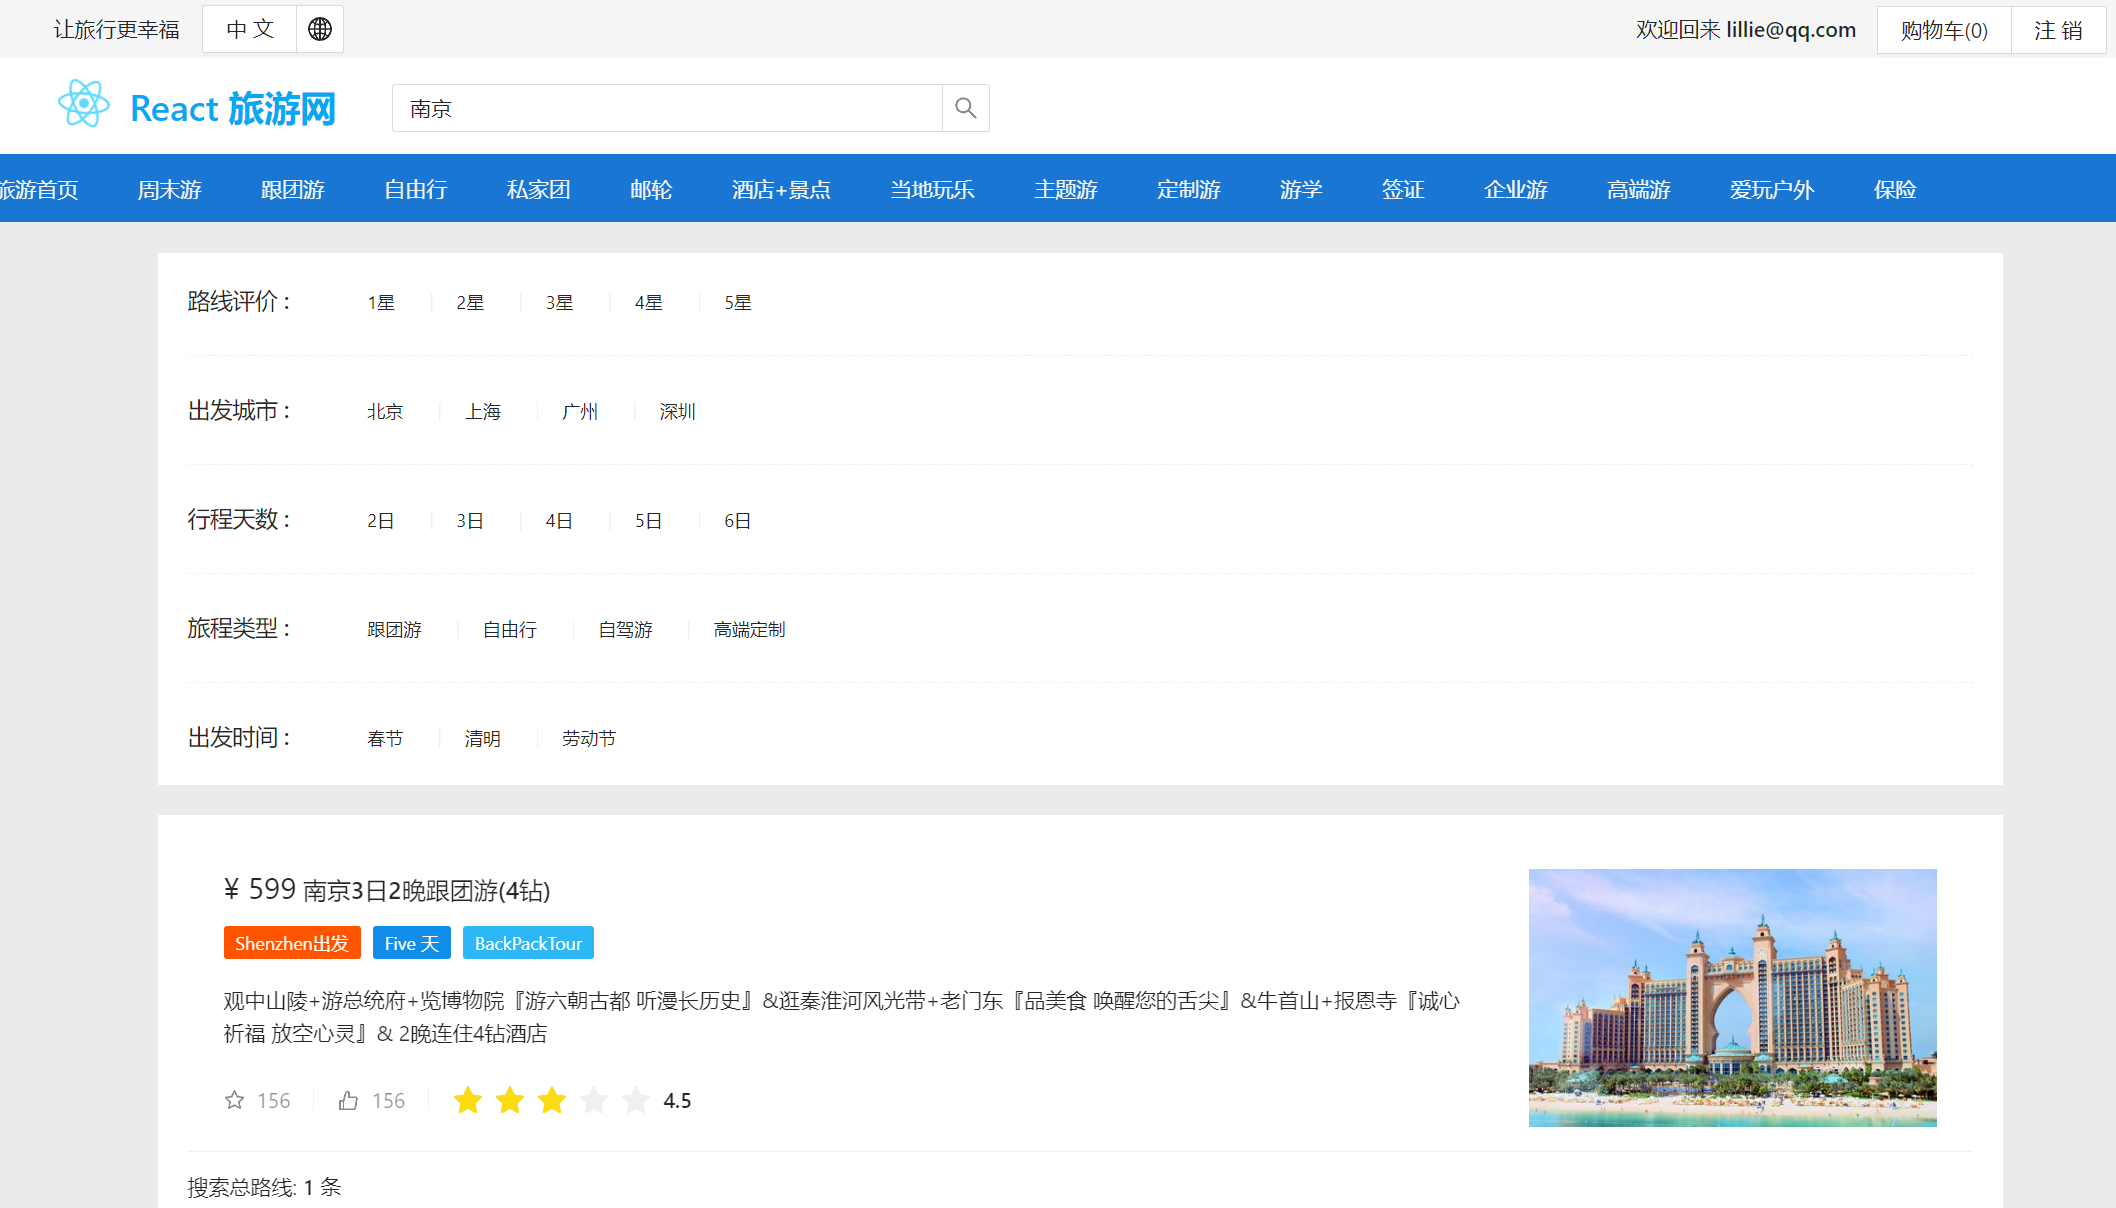 让旅行更幸福 中 文 欢迎回来 lillie@qq.com 购物车(0) 注 销
React 旅游网 南京
旅游首页 周末游 跟团游 自由行 私家团 邮轮 酒店+景点 当地玩乐 主题游 定制游 游学 签证 企业游 高端游 爱玩户外 保险
路线评价 : 1星 2星 3星 4星 5星
出发城市 : 北京 上海 广州 深圳
行程天数 : 2日 3日 4日 5日 6日
旅程类型 : 跟团游 自由行 自驾游 高端定制
出发时间 : 春节 清明 劳动节
¥ 599 南京3日2晚跟团游(4钻)
Shenzhen出发 Five 天 BackPackTour
观中山陵+游总统府+览博物院『游六朝古都 听漫长历史』&逛秦淮河风光带+老门东『品美食 唤醒您的舌尖』&牛首山+报恩寺『诚心
祈福 放空心灵』& 2晚连住4钻酒店
156 156 4.5
搜索总路线: 1 条